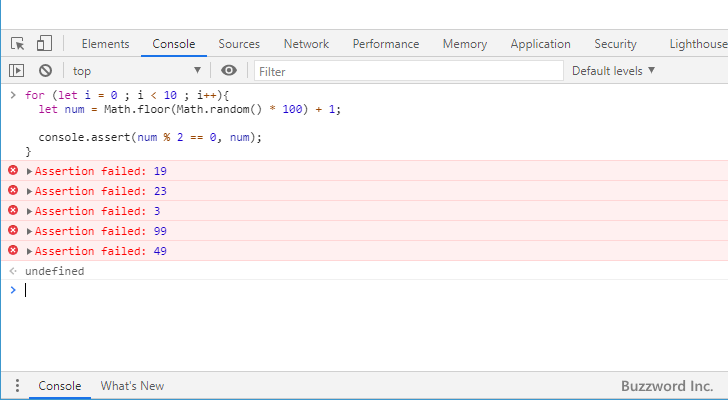 Elements Console Sources Network Performance Memory Application Security Lighthouse
top Filter Default levels
for (let i = 0 ; i < 10 ; i++){
let num = Math.floor(Math.random() * 100) + 1;
console.assert(num % 2 == 0, num);
}
Assertion failed: 19
Assertion failed: 23
Assertion failed: 3
Assertion failed: 99
Assertion failed: 49
undefined
Console What's New
Buzzword Inc.